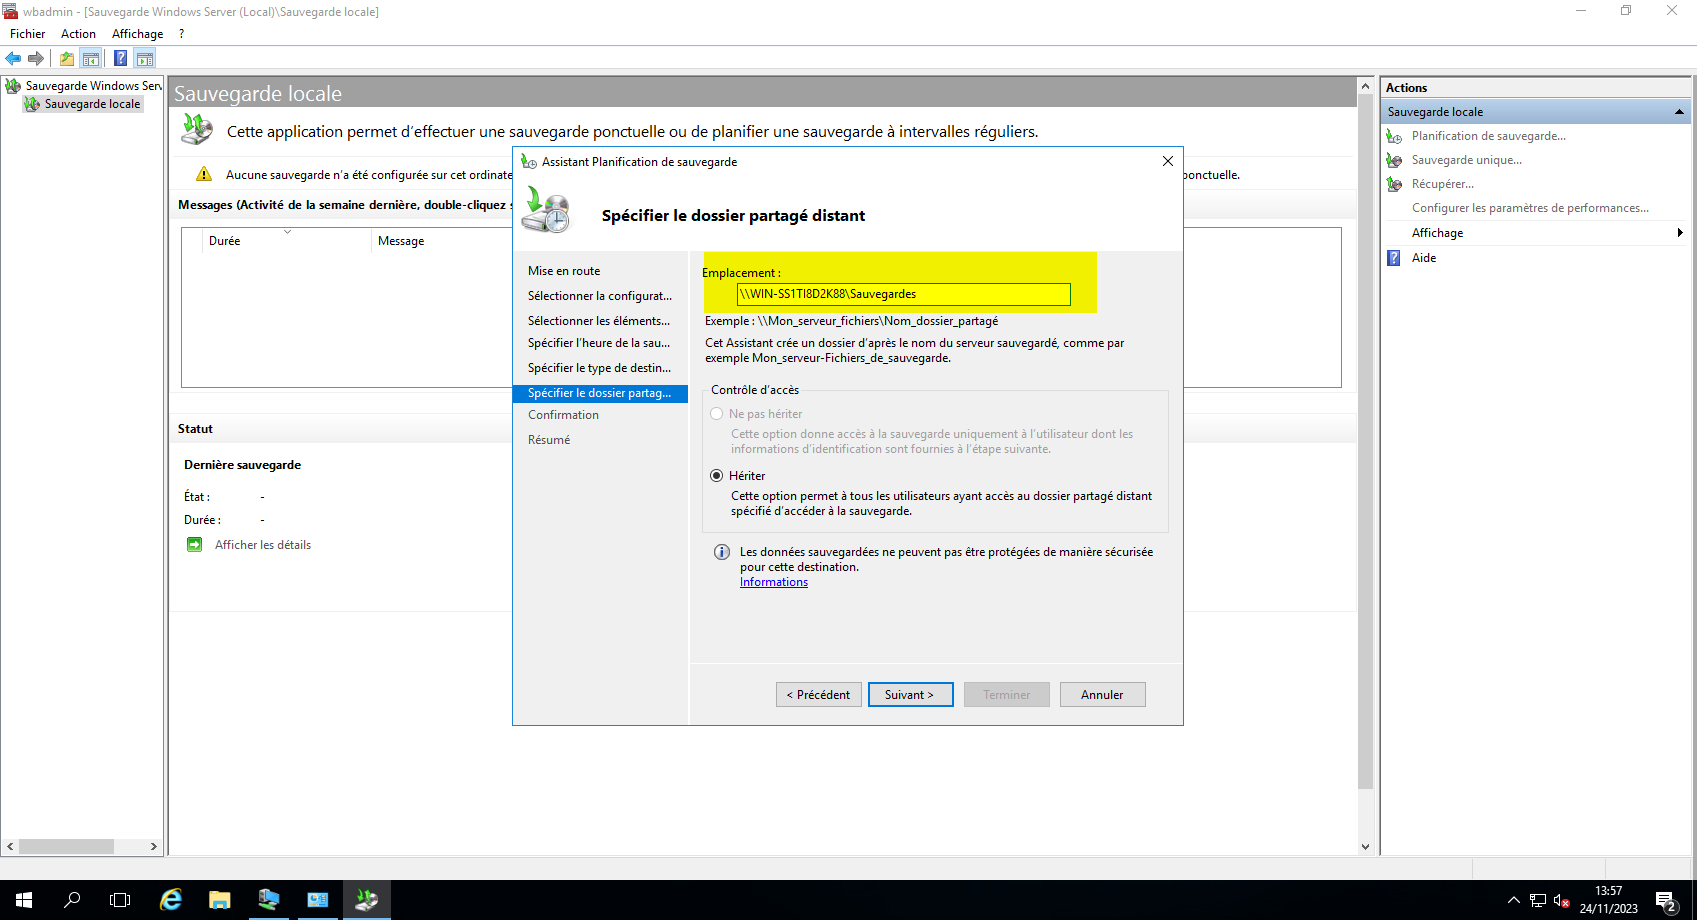 wbadmin - [Sauvegarde Windows Server (Local)\Sauvegarde locale]
Fichier Action Affichage ?
Sauvegarde Windows Serv
Sauvegarde locale
Sauvegarde locale
Cette application permet d'effectuer une sauvegarde ponctuelle ou de planifier une sauvegarde à intervalles réguliers.
Aucune sauvegarde n'a été configurée sur cet ordinate
ponctuelle.
Messages (Activité de la semaine dernière, double-cliquez s
Durée Message
Statut
Dernière sauvegarde
État : -
Durée : -
Afficher les détails
Assistant Planification de sauvegarde
Spécifier le dossier partagé distant
Mise en route
Sélectionner la configurat...
Sélectionner les éléments...
Spécifier l'heure de la sau...
Spécifier le type de destin...
Spécifier le dossier partag...
Confirmation
Résumé
Emplacement :
\\WIN-SS1TI8D2K88\Sauvegardes
Exemple : \\Mon_serveur_fichiers\Nom_dossier_partagé
Cet Assistant crée un dossier d'après le nom du serveur sauvegardé, comme par
exemple Mon_serveur-Fichiers_de_sauvegarde.
Contrôle d'accès
Ne pas hériter
Cette option donne accès à la sauvegarde uniquement à l'utilisateur dont les
informations d'identification sont fournies à l'étape suivante.
Hériter
Cette option permet à tous les utilisateurs ayant accès au dossier partagé distant
spécifié d'accéder à la sauvegarde.
Les données sauvegardées ne peuvent pas être protégées de manière sécurisée
pour cette destination.
Informations
< Précédent Suivant > Terminer Annuler
Actions
Sauvegarde locale
Planification de sauvegarde...
Sauvegarde unique...
Récupérer...
Configurer les paramètres de performances...
Affichage
Aide
13:57
24/11/2023
2